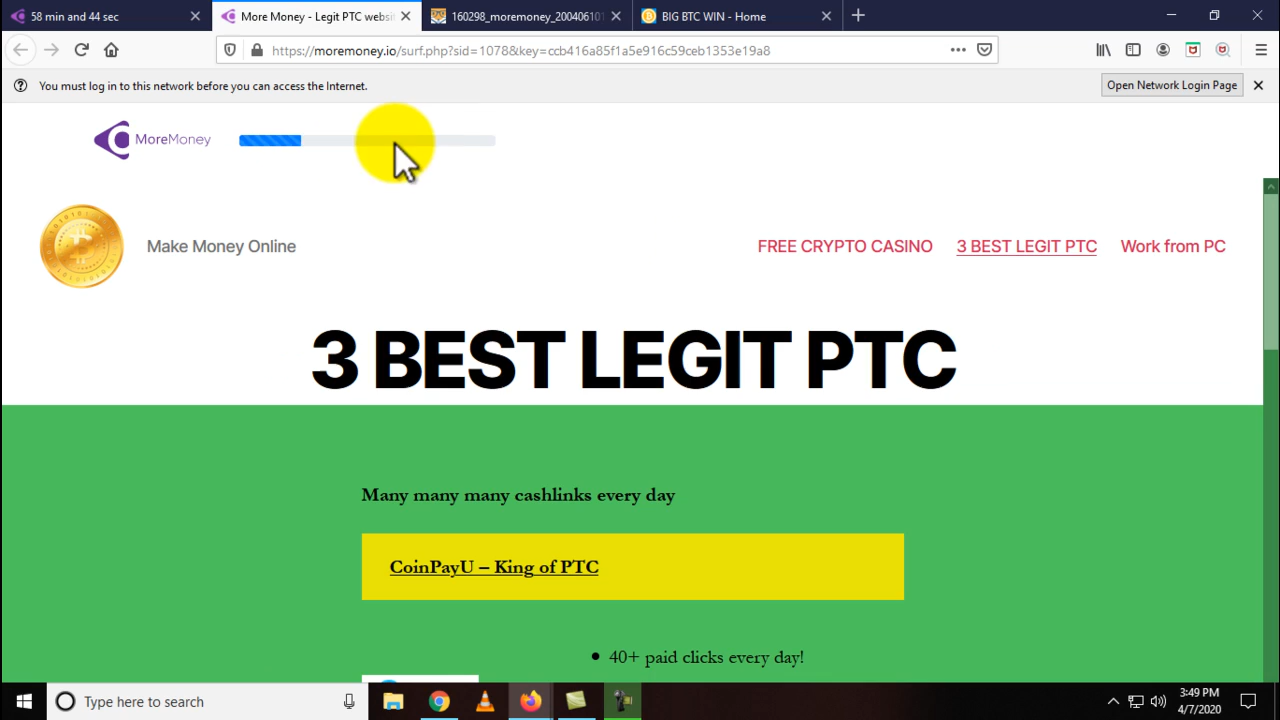 58 min and 44 sec
More Money - Legit PTC websit
160298_moremoney_200406101
BIG BTC WIN - Home
https://moremoney.io/surf.php?sid=1078&key=ccb416a85f1a5e916c59ceb1353e19a8
You must log in to this network before you can access the Internet.
Open Network Login Page
MoreMoney
Make Money Online
FREE CRYPTO CASINO
3 BEST LEGIT PTC
Work from PC
3 BEST LEGIT PTC
Many many many cashlinks every day
CoinPayU – King of PTC
• 40+ paid clicks every day!
Type here to search
3:49 PM
4/7/2020